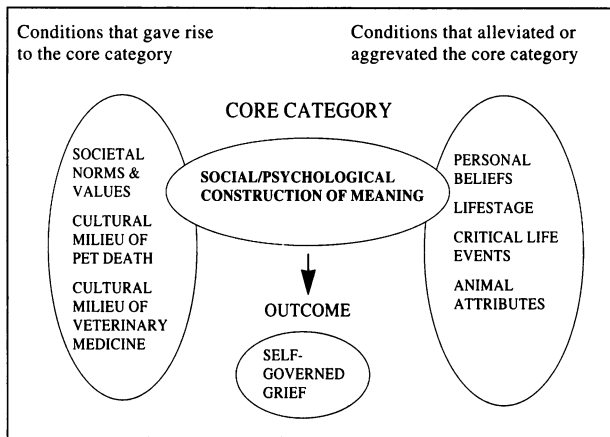 Conditions that gave rise
to the core category
Conditions that alleviated or
aggrevated the core category
CORE CATEGORY
SOCIETAL
NORMS &
VALUES
CULTURAL
MILIEU OF
PET DEATH
CULTURAL
MILIEU OF
VETERINARY
MEDICINE
SOCIAL/PSYCHOLOGICAL
CONSTRUCTION OF MEANING
PERSONAL
BELIEFS
LIFESTAGE
CRITICAL LIFE
EVENTS
ANIMAL
ATTRIBUTES
OUTCOME
SELF-
GOVERNED
GRIEF